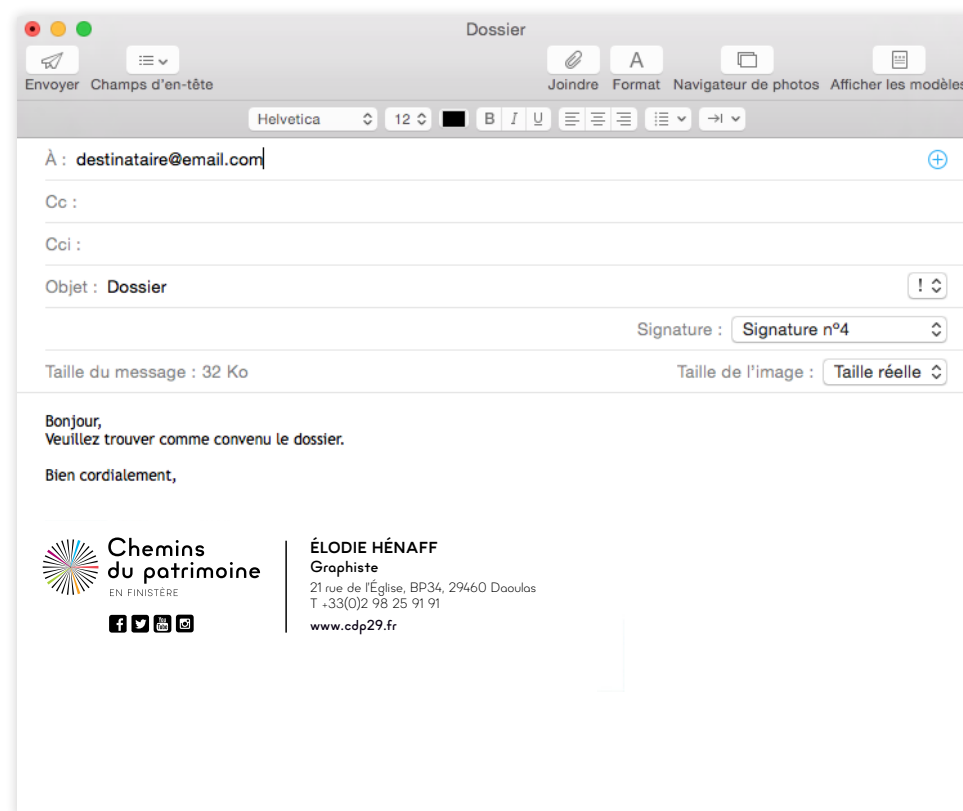 Dossier
Envoyer Champs d'en-tête Joindre Format Navigateur de photos Afficher les modèles
Helvetica 12 B I U
À : destinataire@email.com
Cc :
Cci :
Objet : Dossier !
Signature : Signature nº4
Taille du message : 32 Ko Taille de l'image : Taille réelle
Bonjour,
Veuillez trouver comme convenu le dossier.
Bien cordialement,
Chemins
du patrimoine
EN FINISTÈRE
You Tube
ÉLODIE HÉNAFF
Graphiste
21 rue de l'Église, BP34, 29460 Daoulas
T +33(0)2 98 25 91 91
www.cdp29.fr